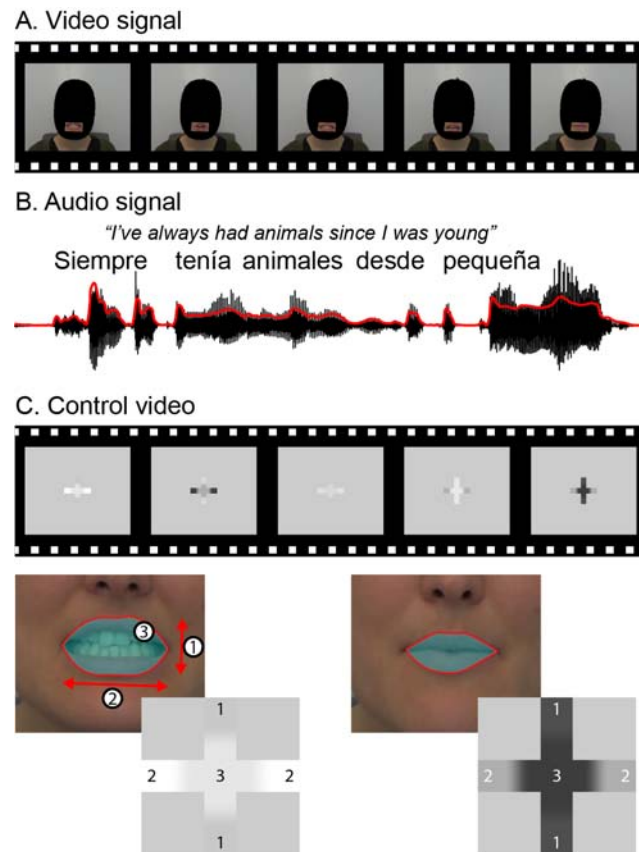 A. Video signal
B. Audio signal
"I've always had animals since I was young"
Siempre tenía animales desde pequeña
C. Control video
3
1
2
1
2 3 2
1
1
2 3 2
1